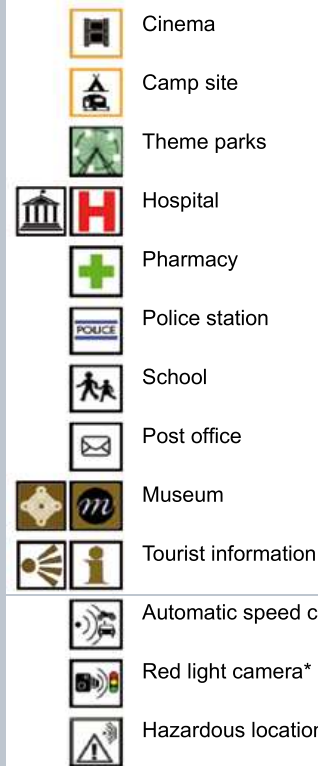 Cinema
Camp site
Theme parks
H Hospital
Pharmacy
POLICE Police station
School
Post office
m Museum
i Tourist information
Automatic speed c
Red light camera*
Hazardous location